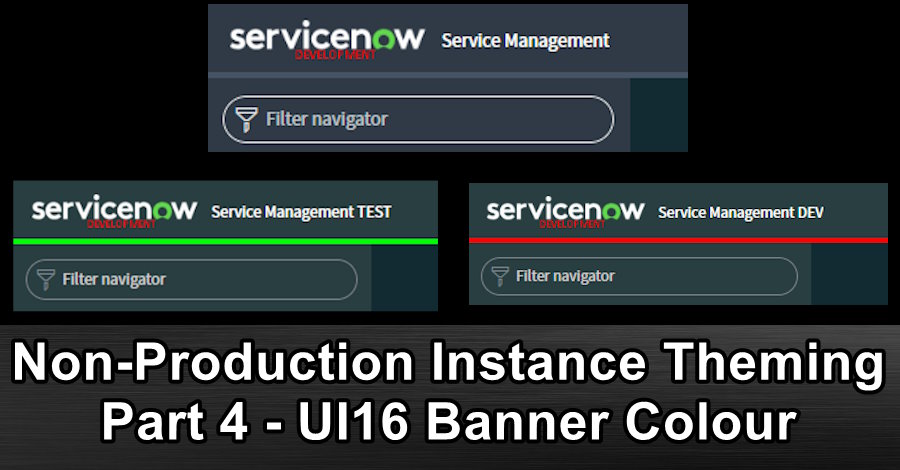 servicenow Service Management
DEVELOPMENT
Filter navigator
servicenow Service Management TEST
DEVELOPMENT
Filter navigator
servicenow Service Management DEV
DEVELOPMENT
Filter navigator
Non-Production Instance Theming
Part 4 - UI16 Banner Colour